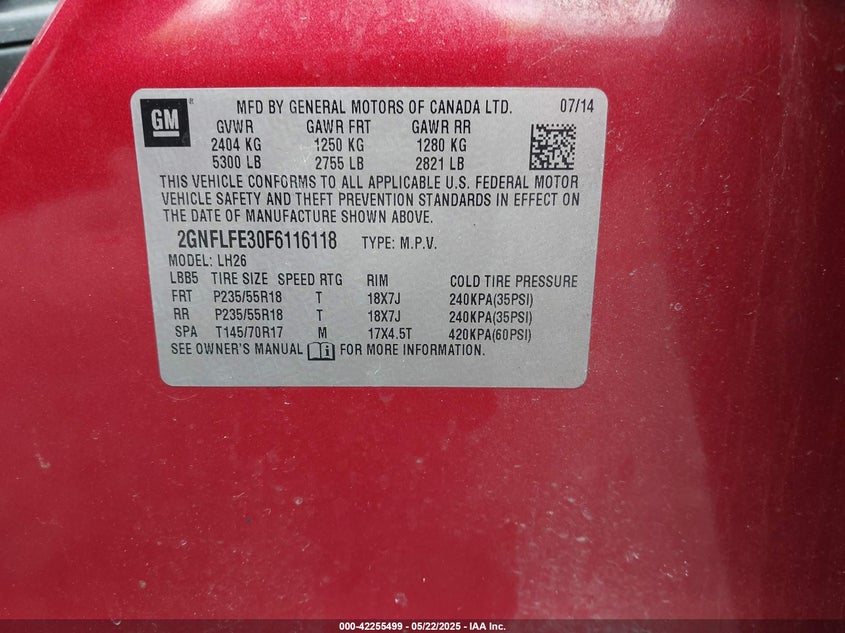 GM ® MFD BY GENERAL MOTORS OF CANADA LTD. 07/14
GVWR GAWR FRT GAWR RR
2404 KG 1250 KG 1280 KG
5300 LB 2755 LB 2821 LB
THIS VEHICLE CONFORMS TO ALL APPLICABLE U.S. FEDERAL MOTOR
VEHICLE SAFETY AND THEFT PREVENTION STANDARDS IN EFFECT ON
THE DATE OF MANUFACTURE SHOWN ABOVE.
2GNFLFE30F6116118 TYPE: M.P.V.
MODEL: LH26
LBB5 TIRE SIZE SPEED RTG RIM COLD TIRE PRESSURE
FRT P235/55R18 T 18X7J 240KPA(35PSI)
RR P235/55R18 T 18X7J 240KPA(35PSI)
SPA T145/70R17 M 17X4.5T 420KPA(60PSI)
SEE OWNER'S MANUAL i FOR MORE INFORMATION.
000-42255499 - 05/22/2025 - IAA Inc.